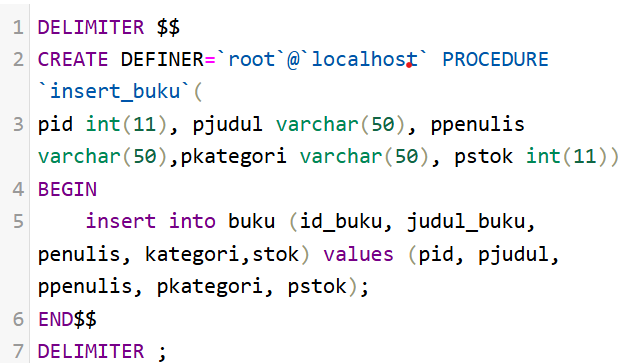 1 DELIMITER $$
2 CREATE DEFINER=`root`@`localhost` PROCEDURE
`insert_buku`(
3 pid int(11), pjudul varchar(50), ppenulis
varchar(50),pkategori varchar(50), pstok int(11))
4 BEGIN
5     insert into buku (id_buku, judul_buku,
penulis, kategori,stok) values (pid, pjudul,
ppenulis, pkategori, pstok);
6 END$$
7 DELIMITER ;